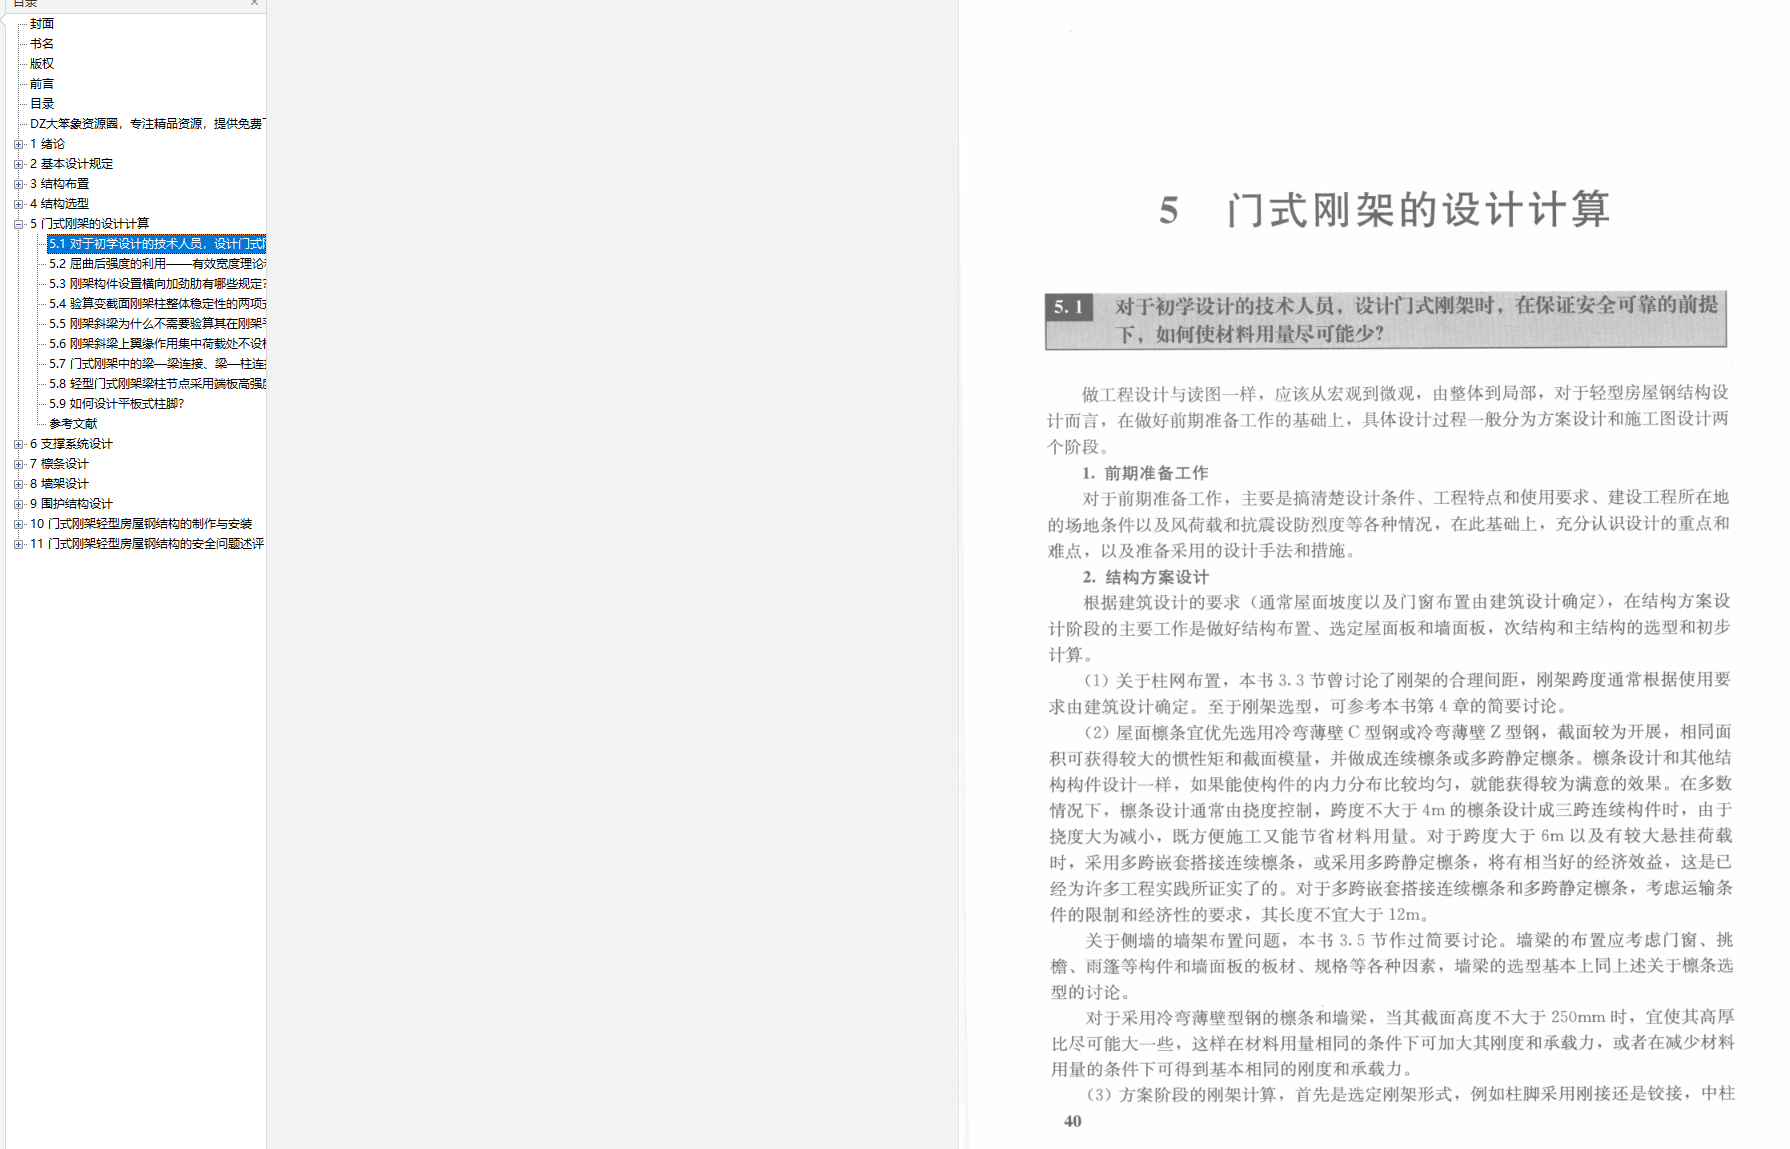 目录
封面
书名
版权
前言
目录
DZ大笨象资源圈，专注精品资源，提供免费
1 绪论
2 基本设计规定
3 结构布置
4 结构选型
5 门式刚架的设计计算
5.1 对于初学设计的技术人员，设计门式
5.2 屈曲后强度的利用——有效宽度理论
5.3 刚架构件设置横向加劲肋有哪些规定?
5.4 验算变截面刚架柱整体稳定性的两项
5.5 刚架斜梁为什么不需要验算其在刚架
5.6 刚架斜梁上翼缘作用集中荷载处不设
5.7 门式刚架中的梁—梁连接、梁—柱连
5.8 轻型门式刚架梁柱节点采用端板高强
5.9 如何设计平板式柱脚?
参考文献
6 支撑系统设计
7 檩条设计
8 墙架设计
9 围护结构设计
10 门式刚架轻型房屋钢结构的制作与安装
11 门式刚架轻型房屋钢结构的安全问题述评
5 门式刚架的设计计算
5.1 对于初学设计的技术人员，设计门式刚架时，在保证安全可靠的前提
下，如何使材料用量尽可能少?
做工程设计与读图一样，应该从宏观到微观，由整体到局部，对于轻型房屋钢结构设
计而言，在做好前期准备工作的基础上，具体设计过程一般分为方案设计和施工图设计两
个阶段。
1. 前期准备工作
对于前期准备工作，主要是搞清楚设计条件、工程特点和使用要求、建设工程所在地
的场地条件以及风荷载和抗震设防烈度等各种情况，在此基础上，充分认识设计的重点和
难点，以及准备采用的设计手法和措施。
2. 结构方案设计
根据建筑设计的要求（通常屋面坡度以及门窗布置由建筑设计确定），在结构方案设
计阶段的主要工作是做好结构布置、选定屋面板和墙面板，次结构和主结构的选型和初步
计算。
（1）关于柱网布置，本书 3.3 节曾讨论了刚架的合理间距，刚架跨度通常根据使用要
求由建筑设计确定。至于刚架选型，可参考本书第 4 章的简要讨论。
（2）屋面檩条宜优先选用冷弯薄壁 C 型钢或冷弯薄壁 Z 型钢，截面较为开展，相同面
积可获得较大的惯性矩和截面模量，并做成连续檩条或多跨静定檩条。檩条设计和其他结
构构件设计一样，如果能使构件的内力分布比较均匀，就能获得较为满意的效果。在多数
情况下，檩条设计通常由挠度控制，跨度不大于 4m 的檩条设计成三跨连续构件时，由于
挠度大为减小，既方便施工又能节省材料用量。对于跨度大于 6m 以及有较大悬挂荷载
时，采用多跨嵌套搭接连续檩条，或采用多跨静定檩条，将有相当好的经济效益，这是已
经为许多工程实践所证实了的。对于多跨嵌套搭接连续檩条和多跨静定檩条，考虑运输条
件的限制和经济性的要求，其长度不宜大于 12m。
关于侧墙的墙架布置问题，本书 3.5 节作过简要讨论。墙梁的布置应考虑门窗、挑
檐、雨篷等构件和墙面板的板材、规格等各种因素，墙梁的选型基本上同上述关于檩条选
型的讨论。
对于采用冷弯薄壁型钢的檩条和墙梁，当其截面高度不大于 250mm 时，宜使其高厚
比尽可能大一些，这样在材料用量相同的条件下可加大其刚度和承载力，或者在减少材料
用量的条件下可得到基本相同的刚度和承载力。
（3）方案阶段的刚架计算，首先是选定刚架形式，例如柱脚采用刚接还是铰接，中柱
40